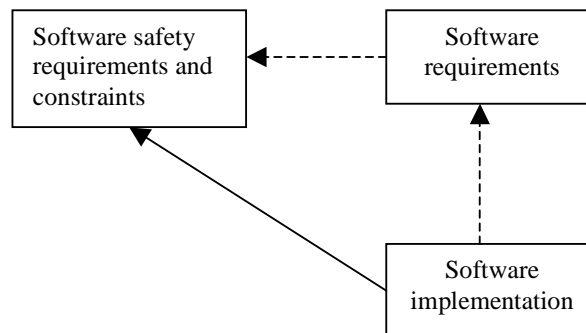 Software safety
requirements and
constraints
Software
requirements
Software
implementation